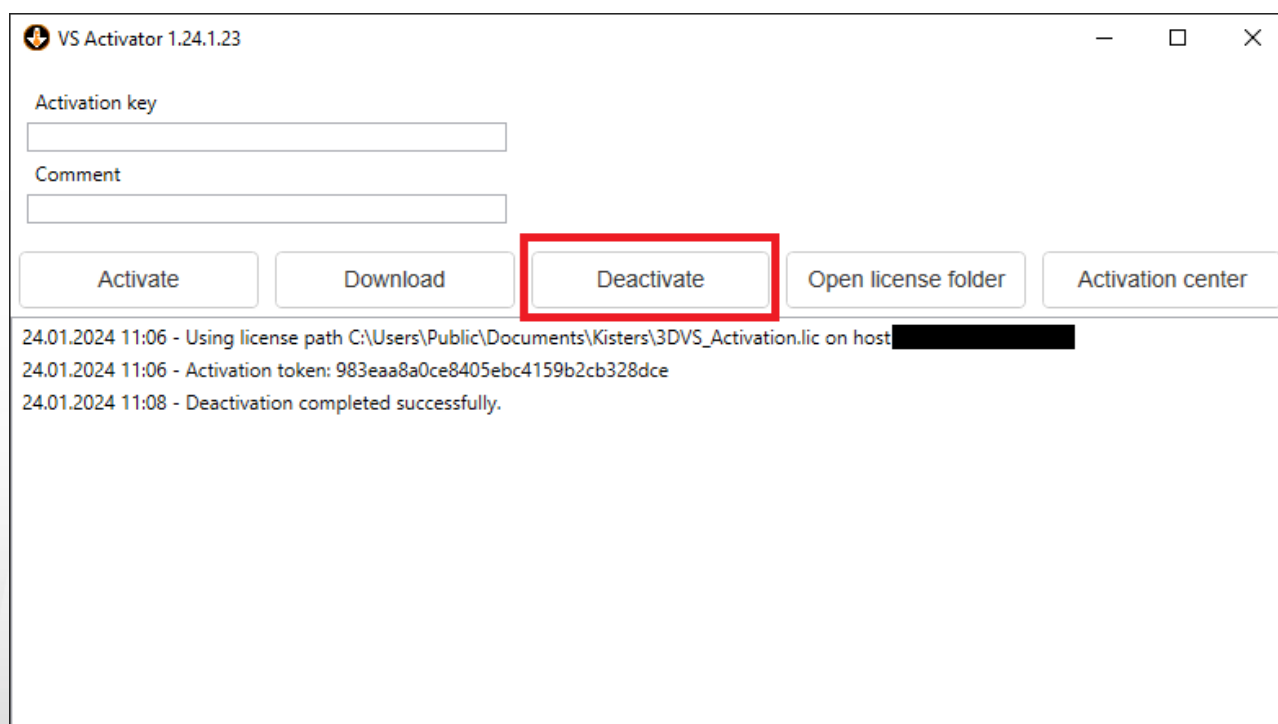 VS Activator 1.24.1.23
Activation key
Comment
Activate Download Deactivate Open license folder Activation center
24.01.2024 11:06 - Using license path C:\Users\Public\Documents\Kisters\3DVS_Activation.lic on host
24.01.2024 11:06 - Activation token: 983eaa8a0ce8405ebc4159b2cb328dce
24.01.2024 11:08 - Deactivation completed successfully.